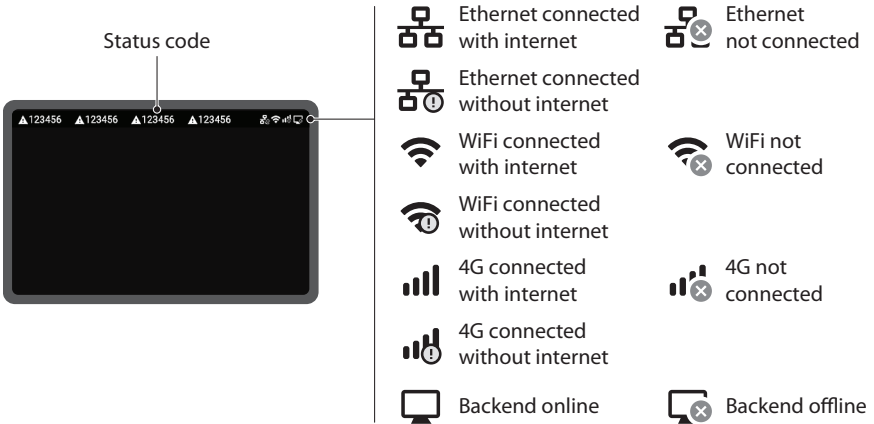 Status code
123456 123456 123456 123456
Ethernet connected
with internet
Ethernet
not connected
Ethernet connected
without internet
WiFi connected
with internet
WiFi not
connected
WiFi connected
without internet
4G connected
with internet
4G not
connected
4G connected
without internet
Backend online
Backend offline